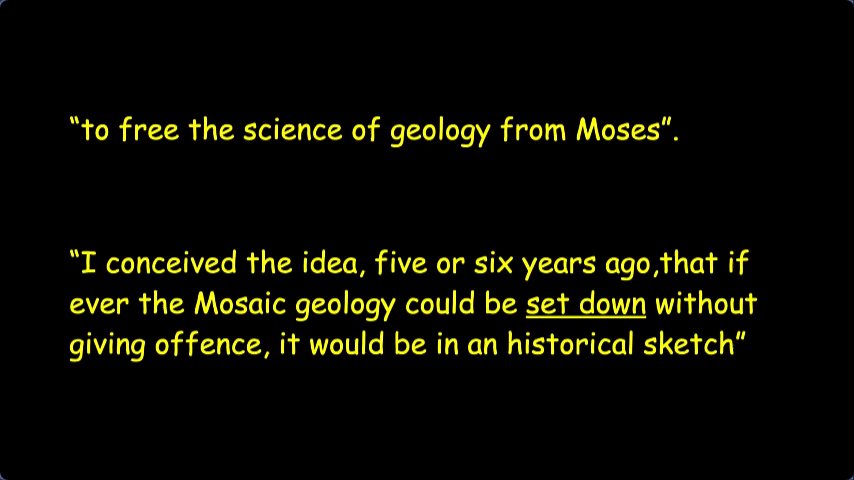 “to free the science of geology from Moses”.
“I conceived the idea, five or six years ago,that if
ever the Mosaic geology could be set down without
giving offence, it would be in an historical sketch”